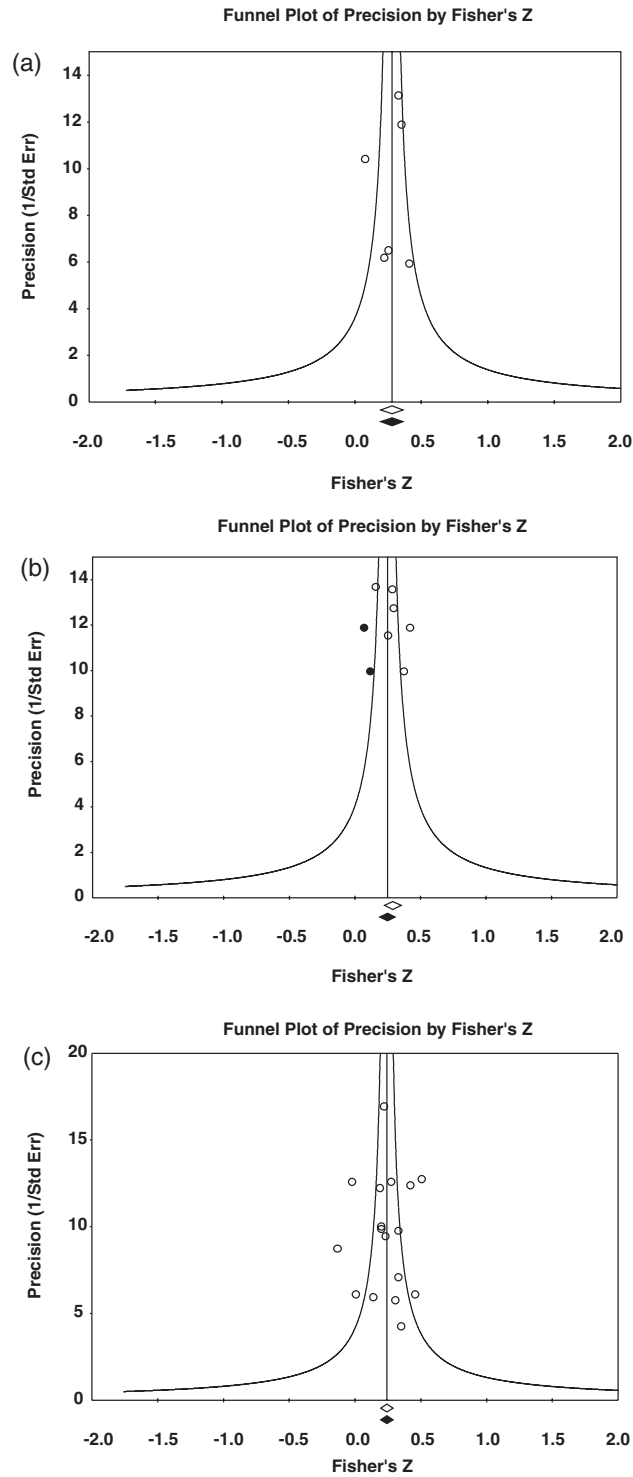 Funnel Plot of Precision by Fisher's Z
(a)
14
12
10
8
6
4
2
0
Precision (1/Std Err)
-2.0 -1.5 -1.0 -0.5 0.0 0.5 1.0 1.5 2.0
Fisher's Z
Funnel Plot of Precision by Fisher's Z
(b)
14
12
10
8
6
4
2
0
Precision (1/Std Err)
-2.0 -1.5 -1.0 -0.5 0.0 0.5 1.0 1.5 2.0
Fisher's Z
Funnel Plot of Precision by Fisher's Z
(c)
20
15
10
5
0
Precision (1/Std Err)
-2.0 -1.5 -1.0 -0.5 0.0 0.5 1.0 1.5 2.0
Fisher's Z